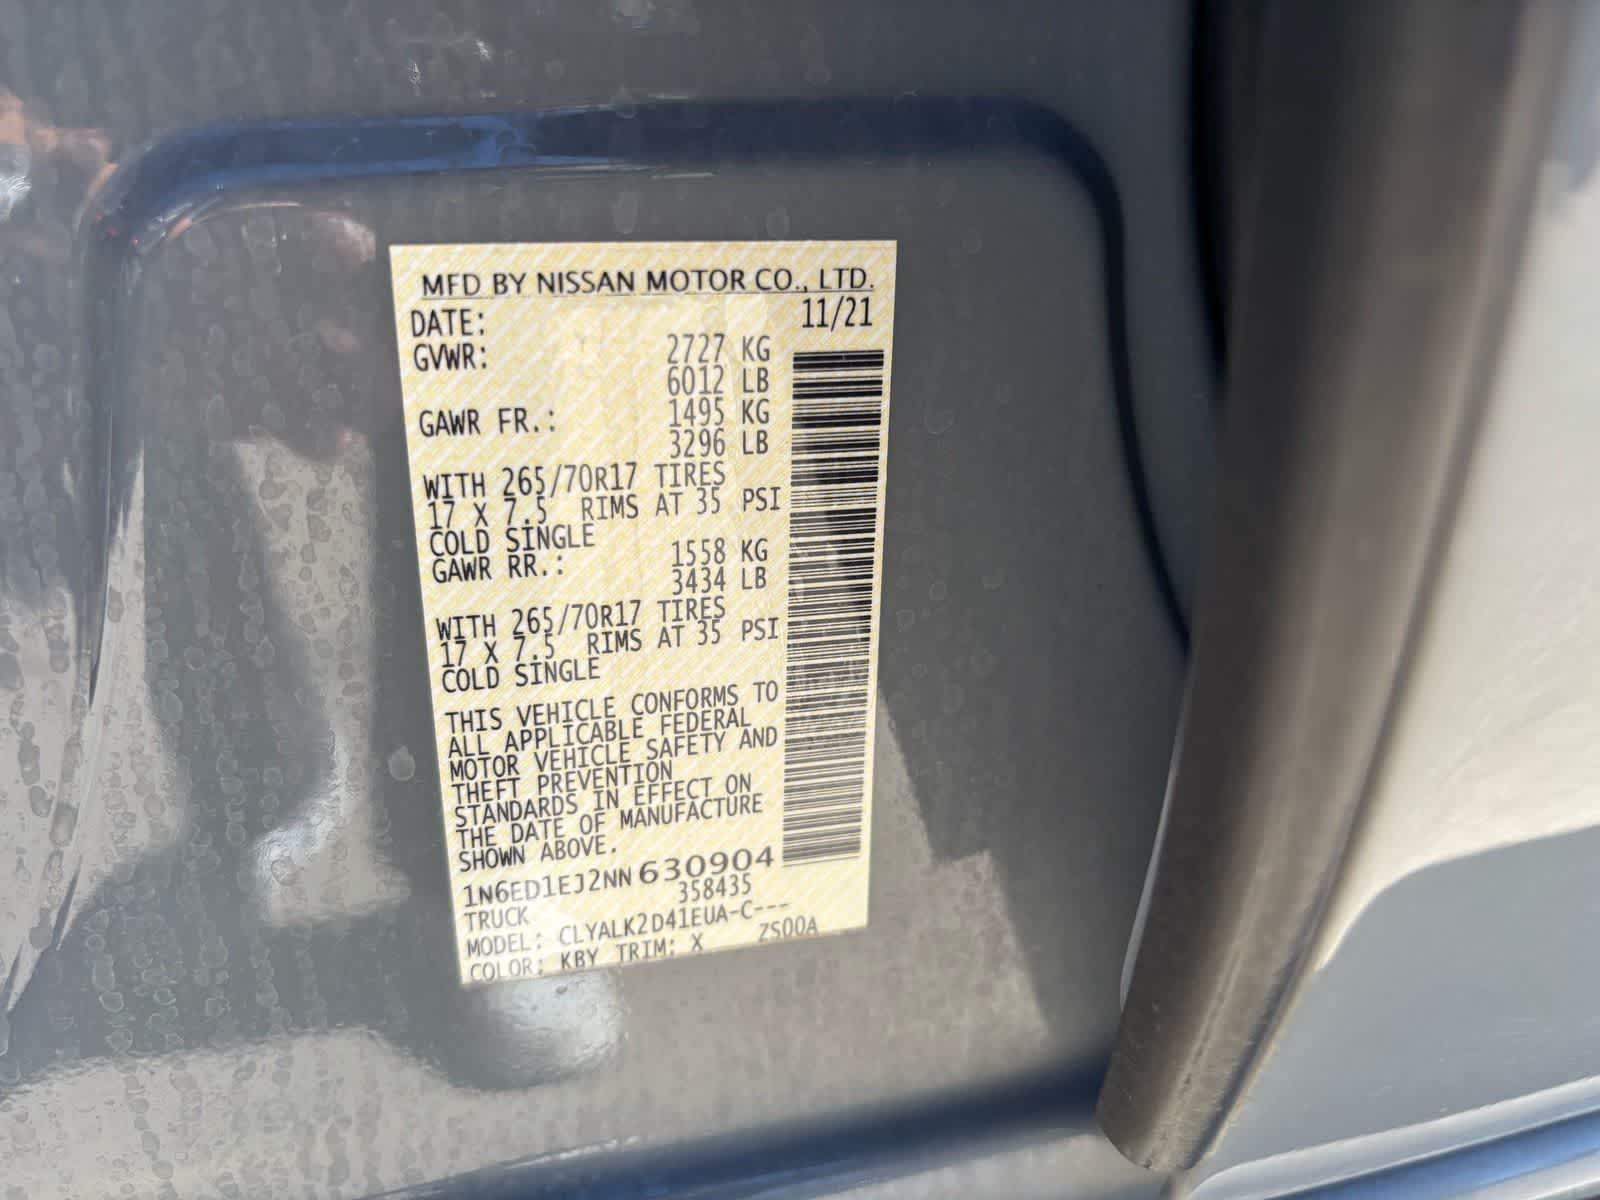 MFD BY NISSAN MOTOR CO., LTD.
DATE: 11/21
GVWR: 2727 KG
6012 LB
GAWR FR.: 1495 KG
3296 LB
WITH 265/70R17 TIRES
17 X 7.5 RIMS AT 35 PSI
COLD SINGLE
GAWR RR.: 1558 KG
3434 LB
WITH 265/70R17 TIRES
17 X 7.5 RIMS AT 35 PSI
COLD SINGLE
THIS VEHICLE CONFORMS TO
ALL APPLICABLE FEDERAL
MOTOR VEHICLE SAFETY AND
THEFT PREVENTION
STANDARDS IN EFFECT ON
THE DATE OF MANUFACTURE
SHOWN ABOVE.
1N6ED1EJ2NN630904
TRUCK 358435
MODEL: CLYALK2D41EUA-C---
COLOR: KBY TRIM: X ZS00A